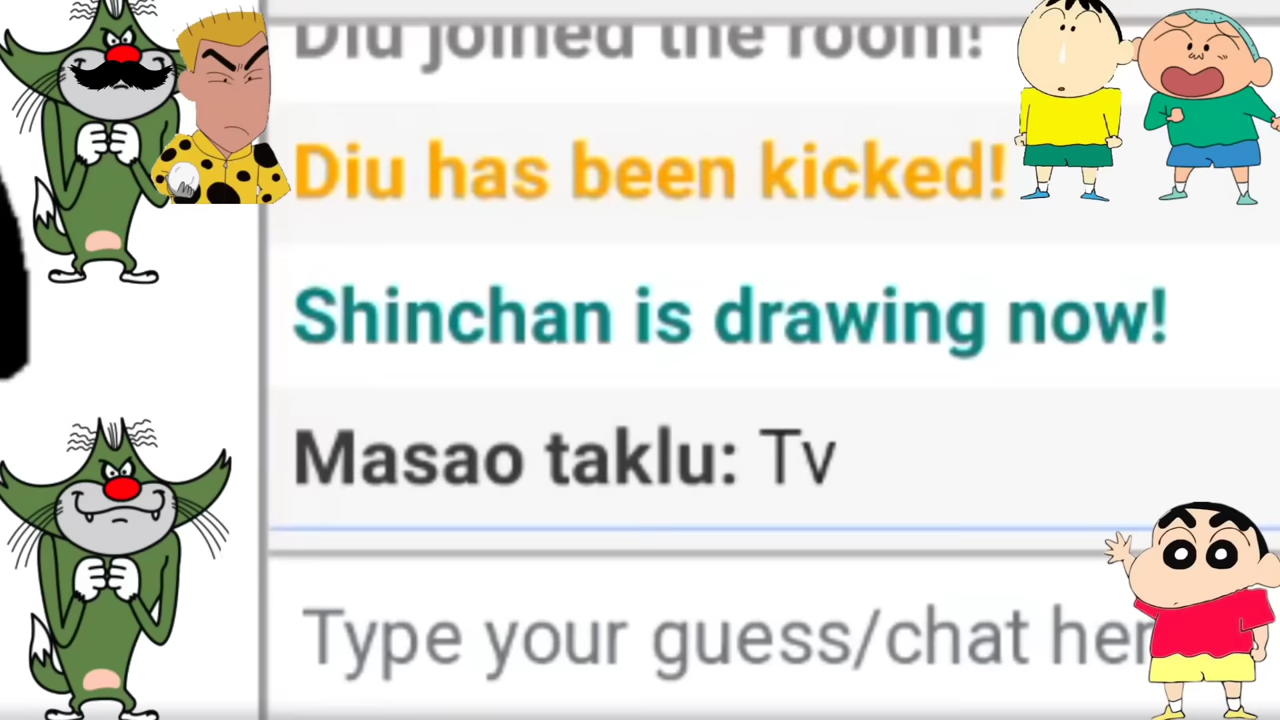 Diu joined the room!
Diu has been kicked!
Shinchan is drawing now!
Masao taklu: Tv
Type your guess/chat her